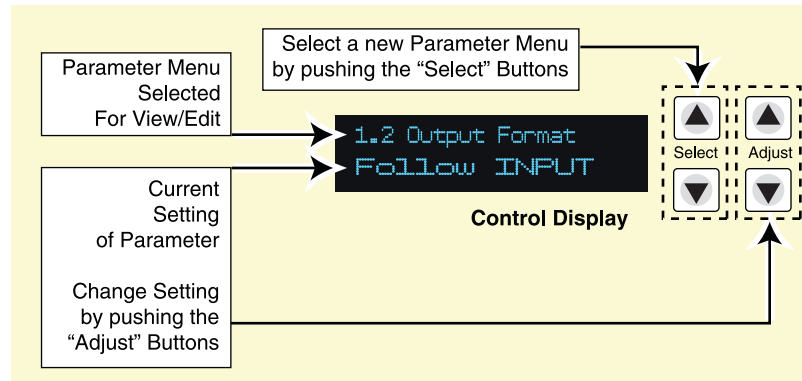 Select a new Parameter Menu
by pushing the “Select” Buttons
Parameter Menu
Selected
For View/Edit
1.2 Output Format
Follow INPUT
Select
Adjust
Control Display
Current
Setting
of Parameter
Change Setting
by pushing the
“Adjust” Buttons